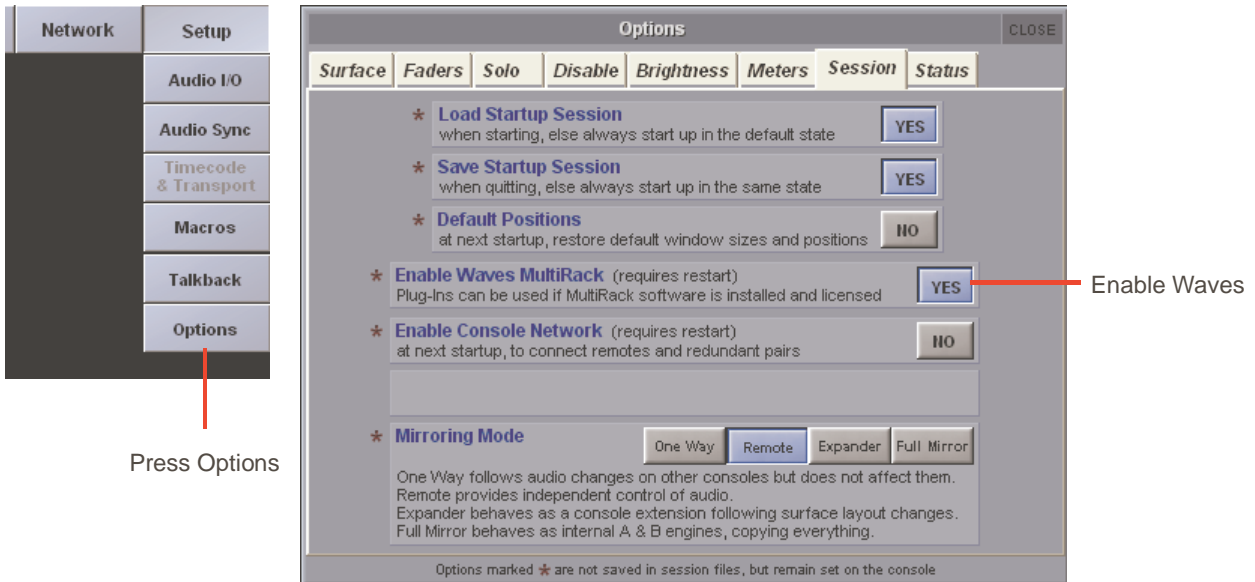 Network
Setup
Audio I/O
Audio Sync
Timecode
& Transport
Macros
Talkback
Options
Press Options
Options
CLOSE
Surface Faders Solo Disable Brightness Meters Session Status
* Load Startup Session
when starting, else always start up in the default state
YES
* Save Startup Session
when quitting, else always start up in the same state
YES
* Default Positions
at next startup, restore default window sizes and positions
NO
* Enable Waves MultiRack (requires restart)
Plug-Ins can be used if MultiRack software is installed and licensed
YES
Enable Waves
* Enable Console Network (requires restart)
at next startup, to connect remotes and redundant pairs
NO
* Mirroring Mode
One Way Remote Expander Full Mirror
One Way follows audio changes on other consoles but does not affect them.
Remote provides independent control of audio.
Expander behaves as a console extension following surface layout changes.
Full Mirror behaves as internal A & B engines, copying everything.
Options marked * are not saved in session files, but remain set on the console